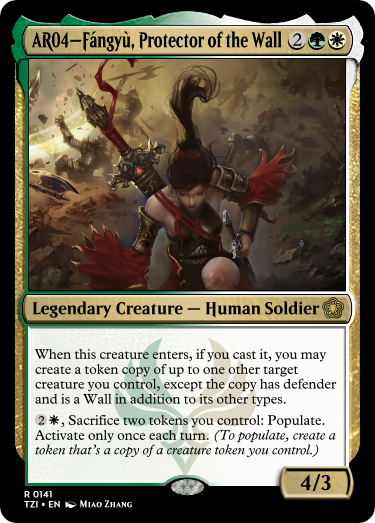 AR04–Fángyù, Protector of the Wall 2
Legendary Creature — Human Soldier
When this creature enters, if you cast it, you may
create a token copy of up to one other target
creature you control, except the copy has defender
and is a Wall in addition to its other types.
2, Sacrifice two tokens you control: Populate.
Activate only once each turn. (To populate, create a
token that's a copy of a creature token you control.)
4/3
R 0141
TZI • EN Miao Zhang